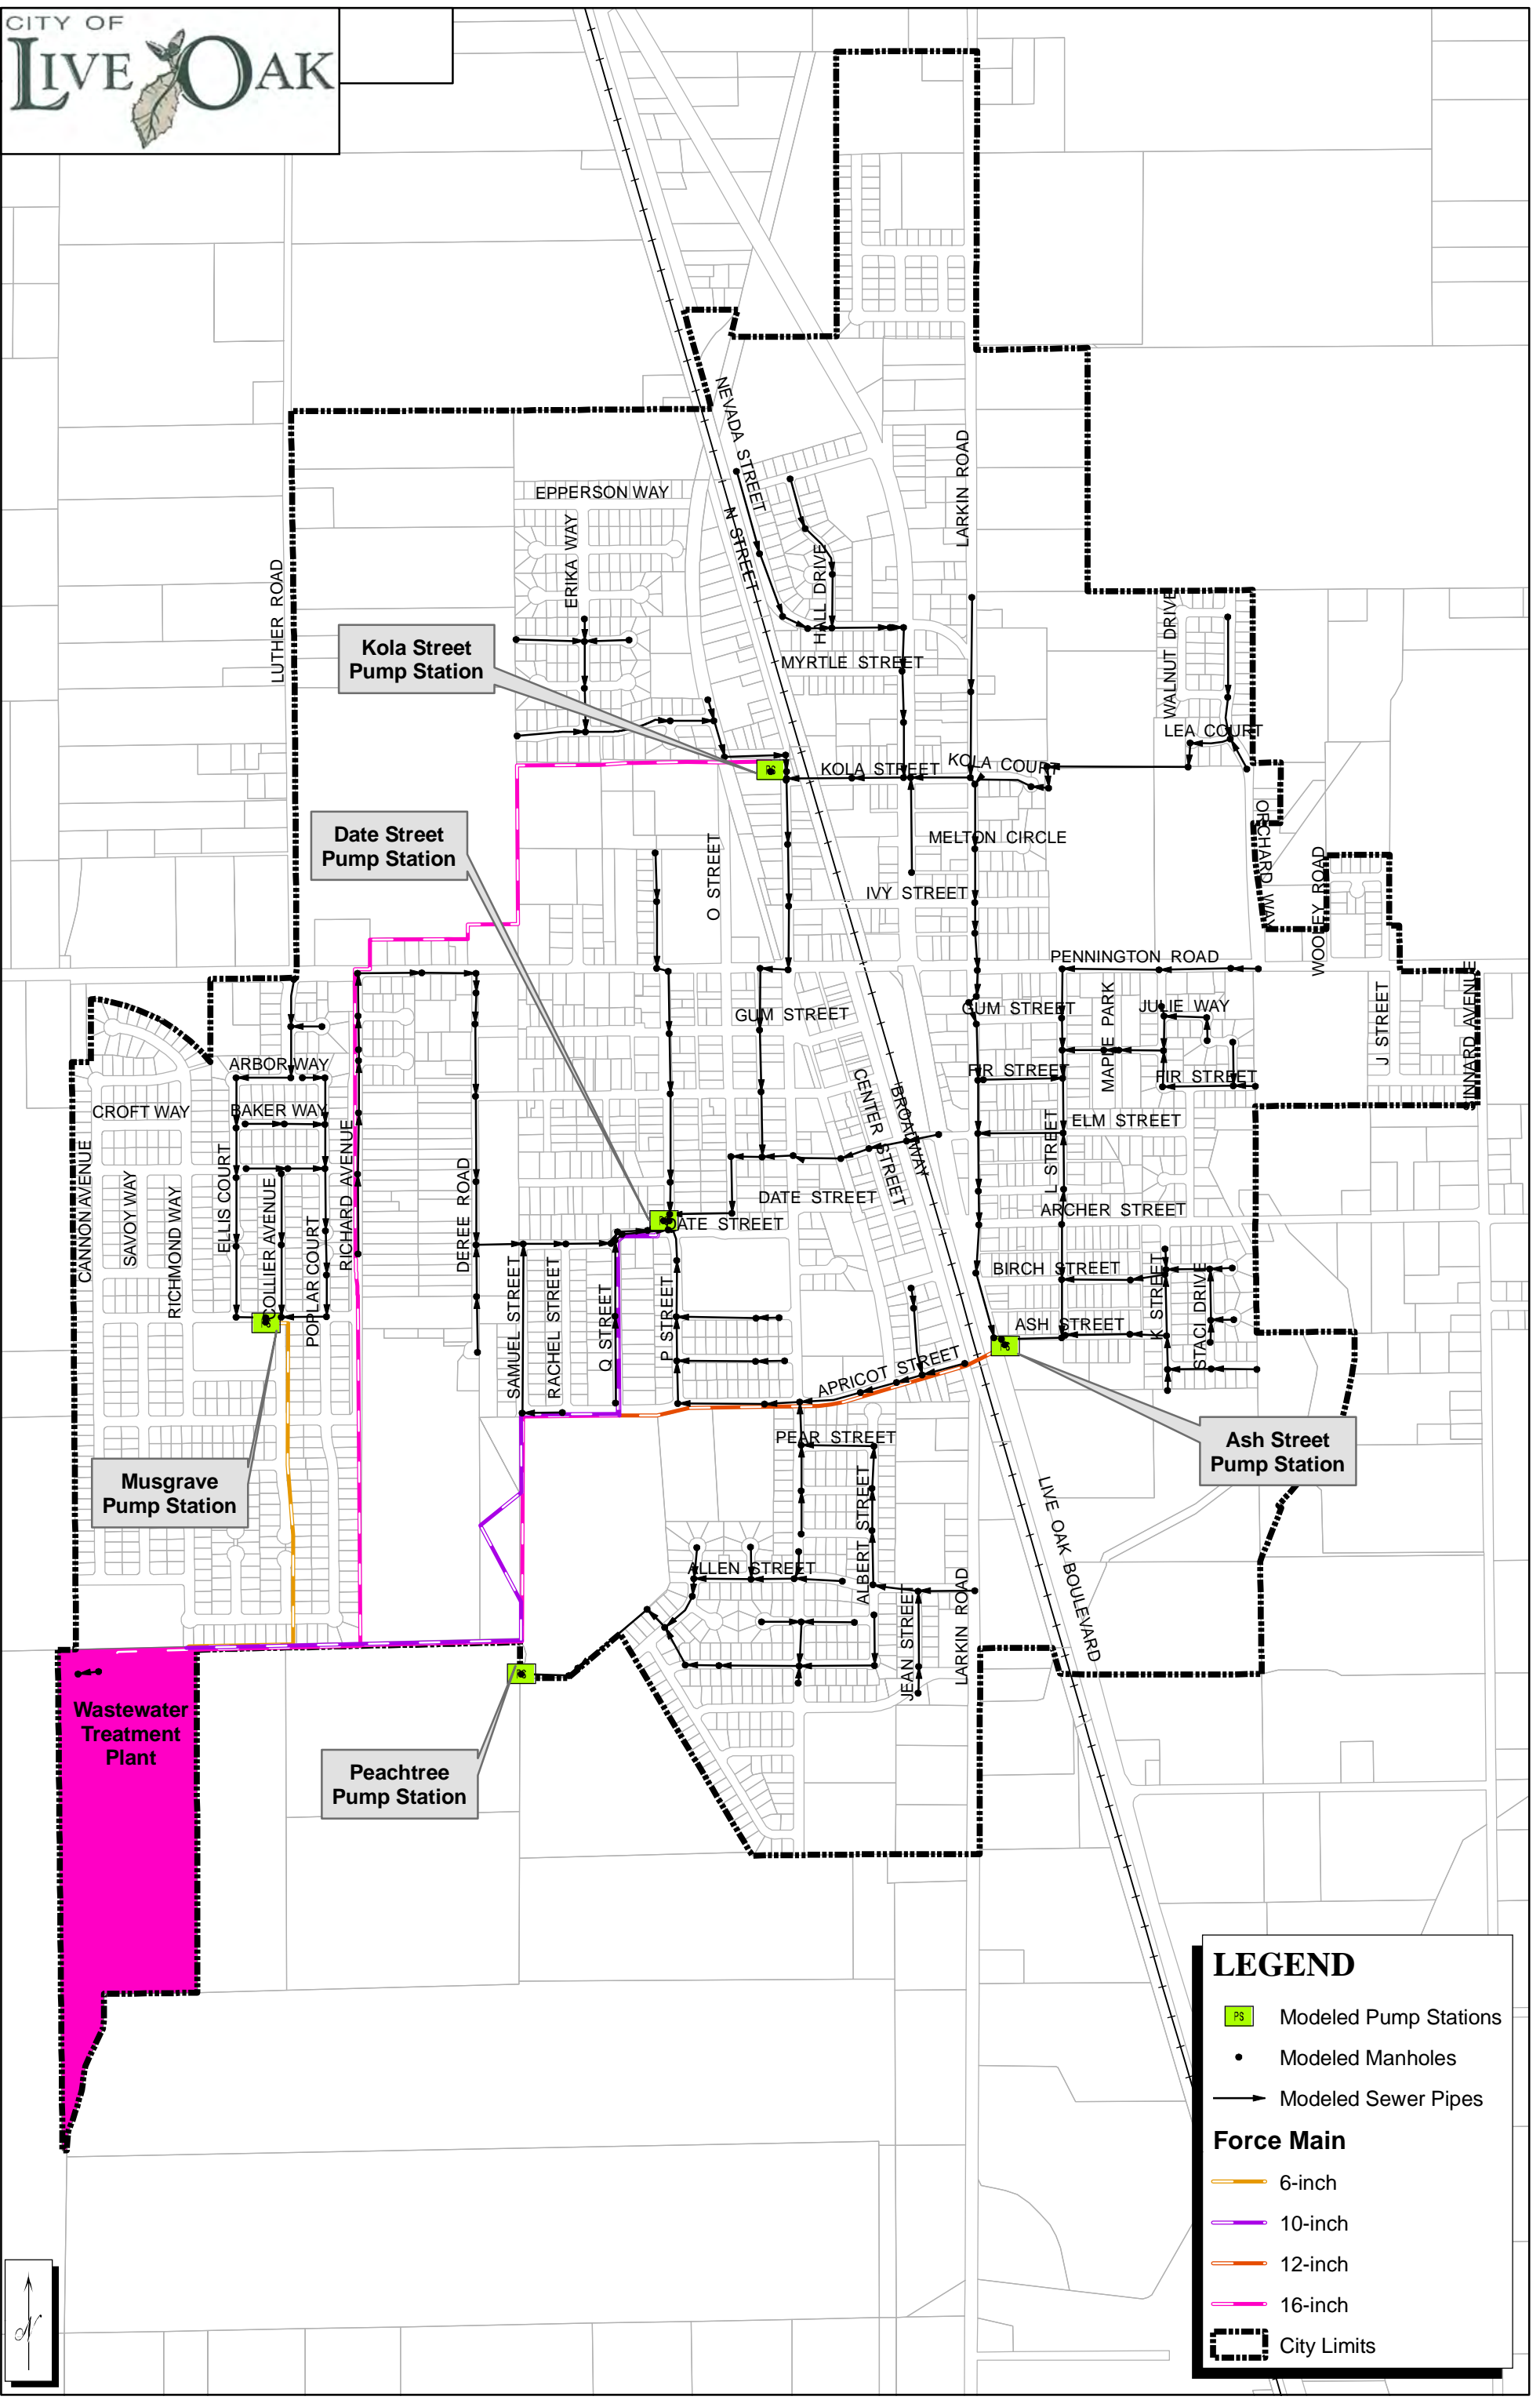 CITY OF
LIVE OAK
NEVADA STREET
N STREET
LARKIN ROAD
EPPERSON WAY
ERIKA WAY
HALL DRIVE
LUTHER ROAD
WALNUT DRIVE
Kola Street
Pump Station
MYRTLE STREET
LEA COURT
KOLA STREET
KOLA COURT
PS
Date Street
Pump Station
MELTON CIRCLE
ORCHARD WAY
O STREET
IVY STREET
WOOLEY ROAD
PENNINGTON ROAD
GUM STREET
GUM STREET
MAPLE PARK
JULIE WAY
J STREET
LINNARD AVENUE
ARBOR WAY
FIR STREET
FIR STREET
CENTER STREET
BROADWAY
CROFT WAY
BAKER WAY
ELM STREET
CANNON AVENUE
SAVOY WAY
RICHMOND WAY
ELLIS COURT
COLLIER AVENUE
POPLAR COURT
RICHARD AVENUE
DEREE ROAD
L STREET
DATE STREET
DATE STREET
ARCHER STREET
SAMUEL STREET
RACHEL STREET
Q STREET
P STREET
BIRCH STREET
K STREET
STACI DRIVE
ASH STREET
APRICOT STREET
PEAR STREET
Ash Street
Pump Station
Musgrave
Pump Station
ALBERT STREET
LIVE OAK BOULEVARD
ALLEN STREET
JEAN STREET
LARKIN ROAD
PS
Wastewater
Treatment
Plant
Peachtree
Pump Station
LEGEND
PS Modeled Pump Stations
Modeled Manholes
Modeled Sewer Pipes
Force Main
6-inch
10-inch
12-inch
16-inch
City Limits
N